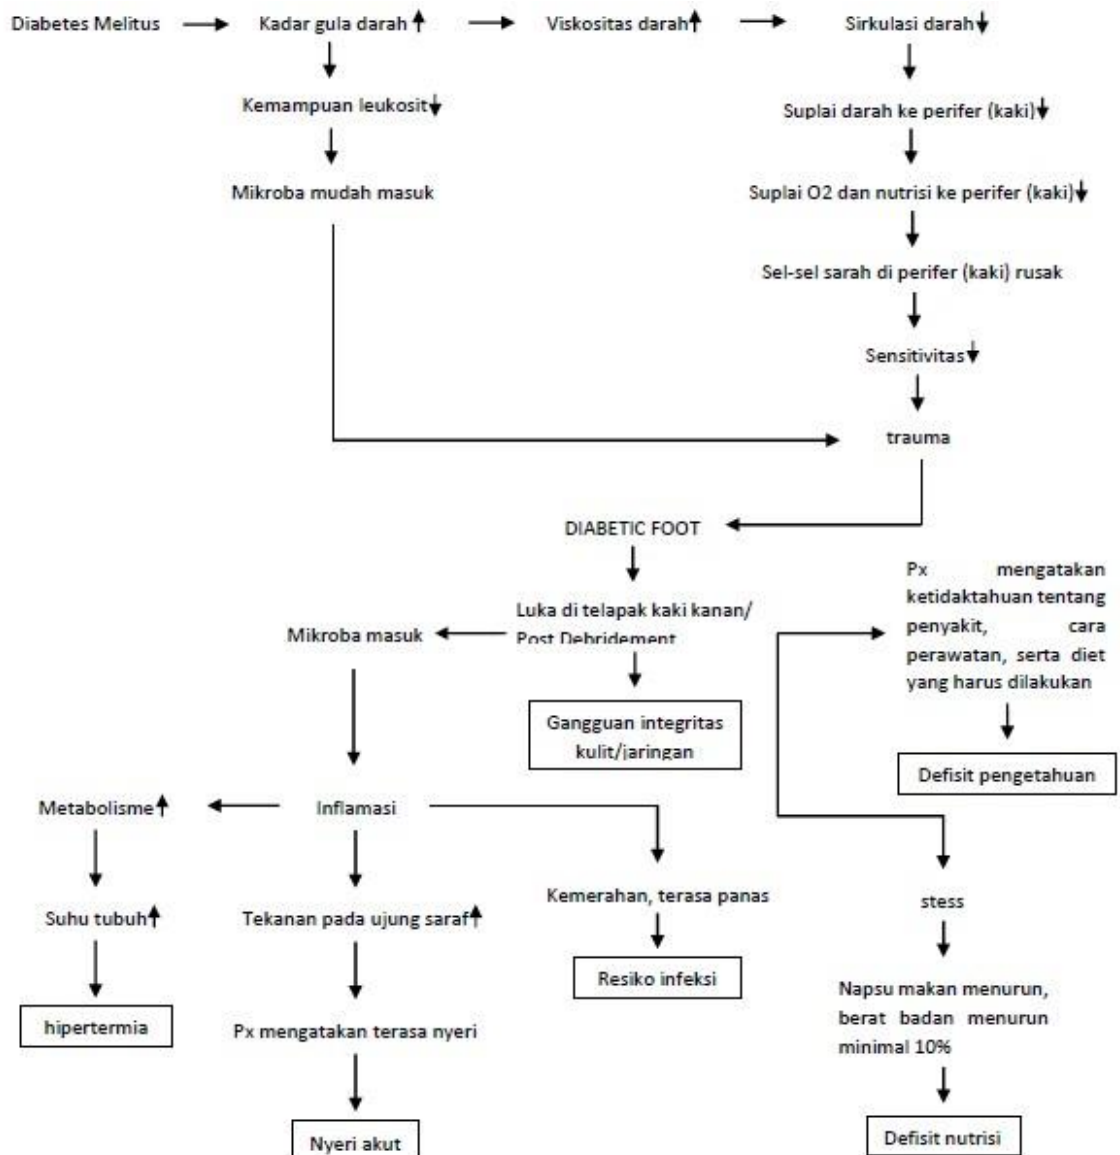 Diabetes Melitus
Kadar gula darah
Viskositas darah
Sirkulasi darah
Kemampuan leukosit
Suplai darah ke perifer (kaki)
Mikroba mudah masuk
Suplai O2 dan nutrisi ke perifer (kaki)
Sel-sel sarah di perifer (kaki) rusak
Sensitivitas
trauma
DIABETIC FOOT
Luka di telapak kaki kanan/
Post Debridement
Mikroba masuk
Px mengatakan
ketidaktahuan tentang
penyakit, cara
perawatan, serta diet
yang harus dilakukan
Gangguan integritas
kulit/jaringan
Defisit pengetahuan
Metabolisme
Inflamasi
Kemerahan, terasa panas
stess
Suhu tubuh
Tekanan pada ujung saraf
Resiko infeksi
Napsu makan menurun,
berat badan menurun
minimal 10%
hipertermia
Px mengatakan terasa nyeri
Nyeri akut
Defisit nutrisi